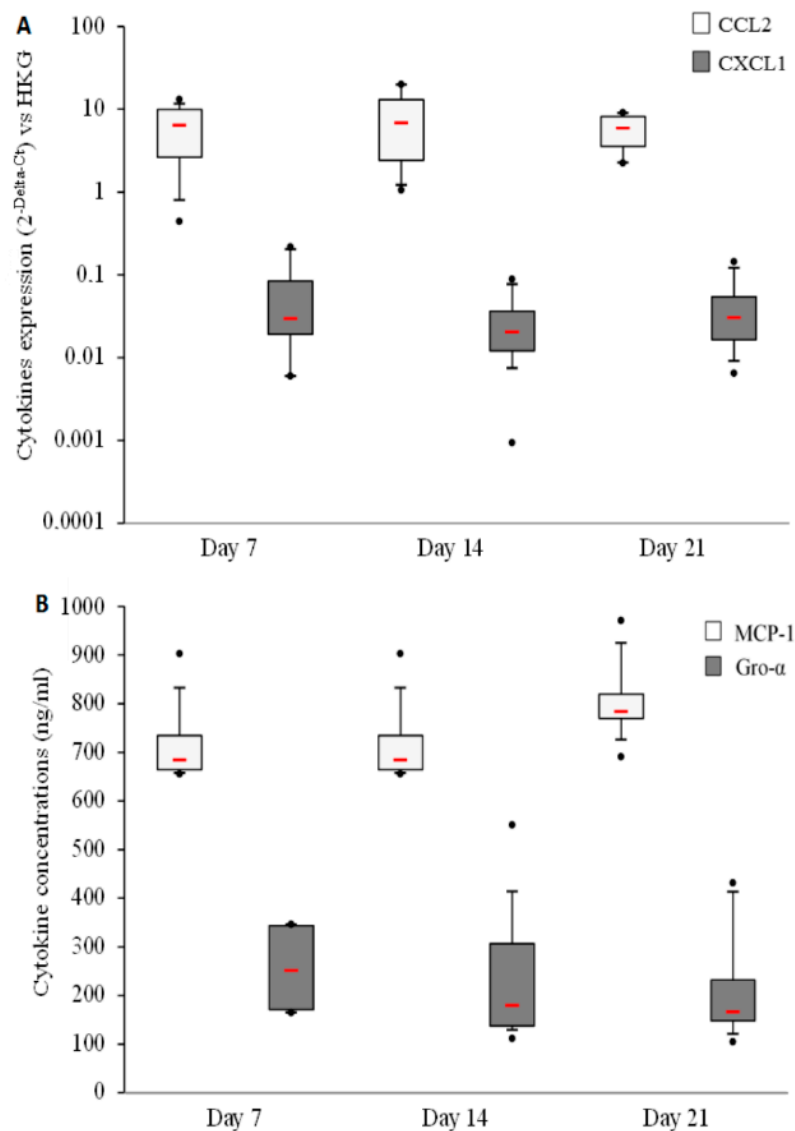 A
CCL2
CXCL1
Cytokines expression (2-Delta-Ct) vs HKG
100
10
1
0.1
0.01
0.001
0.0001
Day 7
Day 14
Day 21
B
MCP-1
Gro-α
Cytokine concentrations (ng/ml)
1000
900
800
700
600
500
400
300
200
100
0
Day 7
Day 14
Day 21